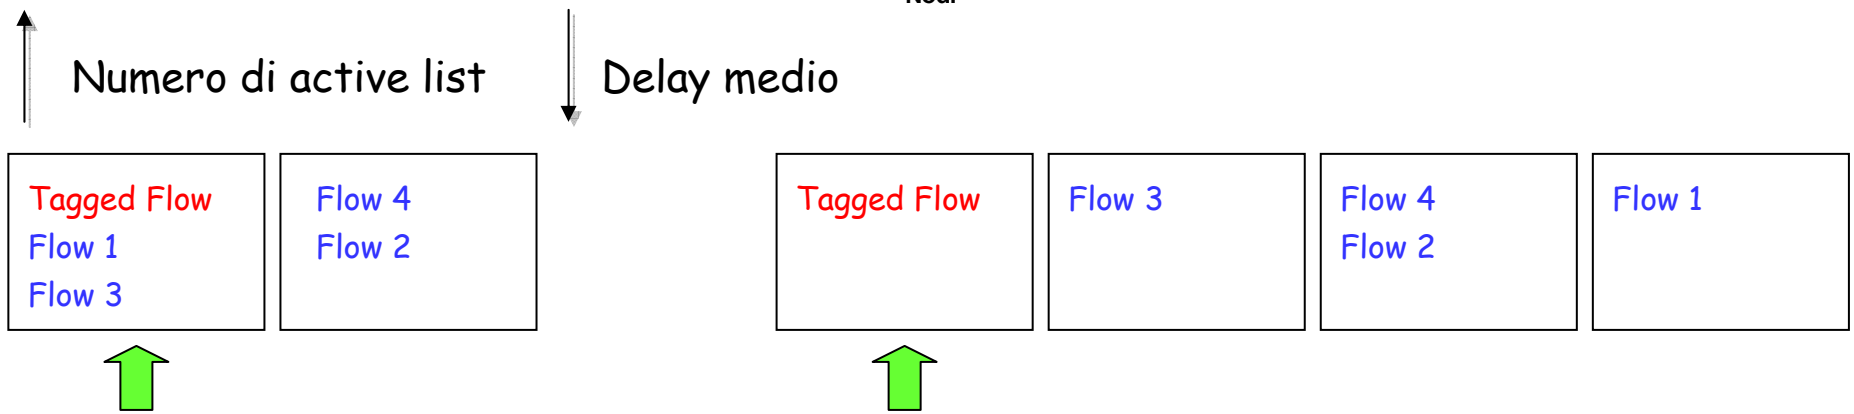 Numero di active list
Delay medio
Tagged Flow
Flow 1
Flow 3
Flow 4
Flow 2
Tagged Flow
Flow 3
Flow 4
Flow 2
Flow 1